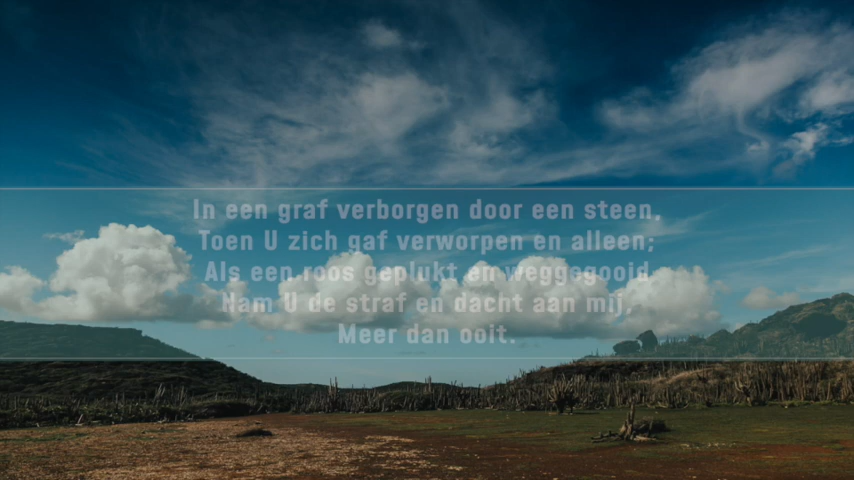 In een graf verborgen door een steen,
Toen U zich gaf verworpen en alleen;
Als een roos geplukt en weggegooid
Nam U de straf en dacht aan mij
Meer dan ooit.